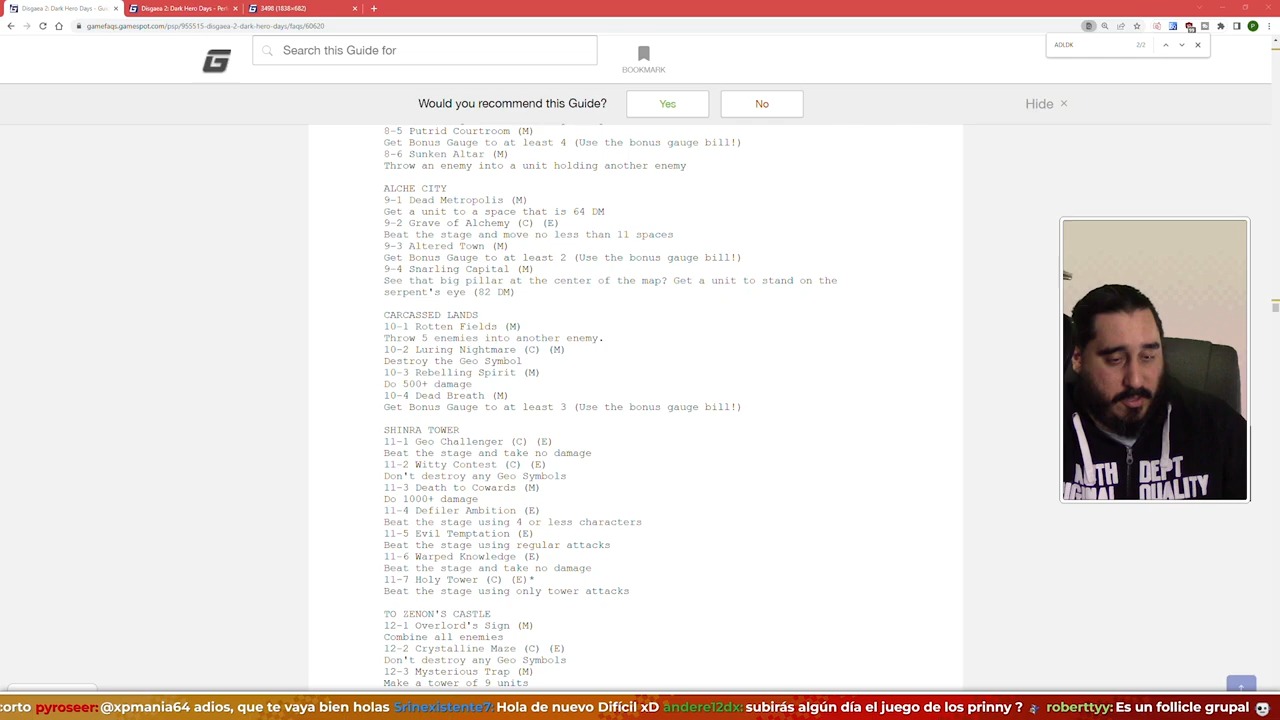 Disgaea 2: Dark Hero Days - Gu
Disgaea 2: Dark Hero Days - Per
3498 (1838×682)
gamefaqs.gamespot.com/psp/955515-disgaea-2-dark-hero-days/faqs/60620
ADLDK 2/2
Search this Guide for
BOOKMARK
Would you recommend this Guide? Yes No Hide ×
8-5 Putrid Courtroom (M)
Get Bonus Gauge to at least 4 (Use the bonus gauge bill!)
8-6 Sunken Altar (M)
Throw an enemy into a unit holding another enemy
ALCHE CITY
9-1 Dead Metropolis (M)
Get a unit to a space that is 64 DM
9-2 Grave of Alchemy (C) (E)
Beat the stage and move no less than 11 spaces
9-3 Altered Town (M)
Get Bonus Gauge to at least 2 (Use the bonus gauge bill!)
9-4 Snarling Capital (M)
See that big pillar at the center of the map? Get a unit to stand on the
serpent's eye (82 DM)
CARCASSED LANDS
10-1 Rotten Fields (M)
Throw 5 enemies into another enemy.
10-2 Luring Nightmare (C) (M)
Destroy the Geo Symbol
10-3 Rebelling Spirit (M)
Do 500+ damage
10-4 Dead Breath (M)
Get Bonus Gauge to at least 3 (Use the bonus gauge bill!)
SHINRA TOWER
11-1 Geo Challenger (C) (E)
Beat the stage and take no damage
11-2 Witty Contest (C) (E)
Don't destroy any Geo Symbols
11-3 Death to Cowards (M)
Do 1000+ damage
11-4 Defiler Ambition (E)
Beat the stage using 4 or less characters
11-5 Evil Temptation (E)
Beat the stage using regular attacks
11-6 Warped Knowledge (E)
Beat the stage and take no damage
11-7 Holy Tower (C) (E)*
Beat the stage using only tower attacks
TO ZENON'S CASTLE
12-1 Overlord's Sign (M)
Combine all enemies
12-2 Crystalline Maze (C) (E)
Don't destroy any Geo Symbols
12-3 Mysterious Trap (M)
Make a tower of 9 units
AUTH DEPT
IGINAL QUALITY
corto pyroseer: @xpmania64 adios, que te vaya bien holas Srinexistente7: Hola de nuevo Difícil xD andere12dx: subirás algún día el juego de los prinny ? roberttyy: Es un follicle grupal